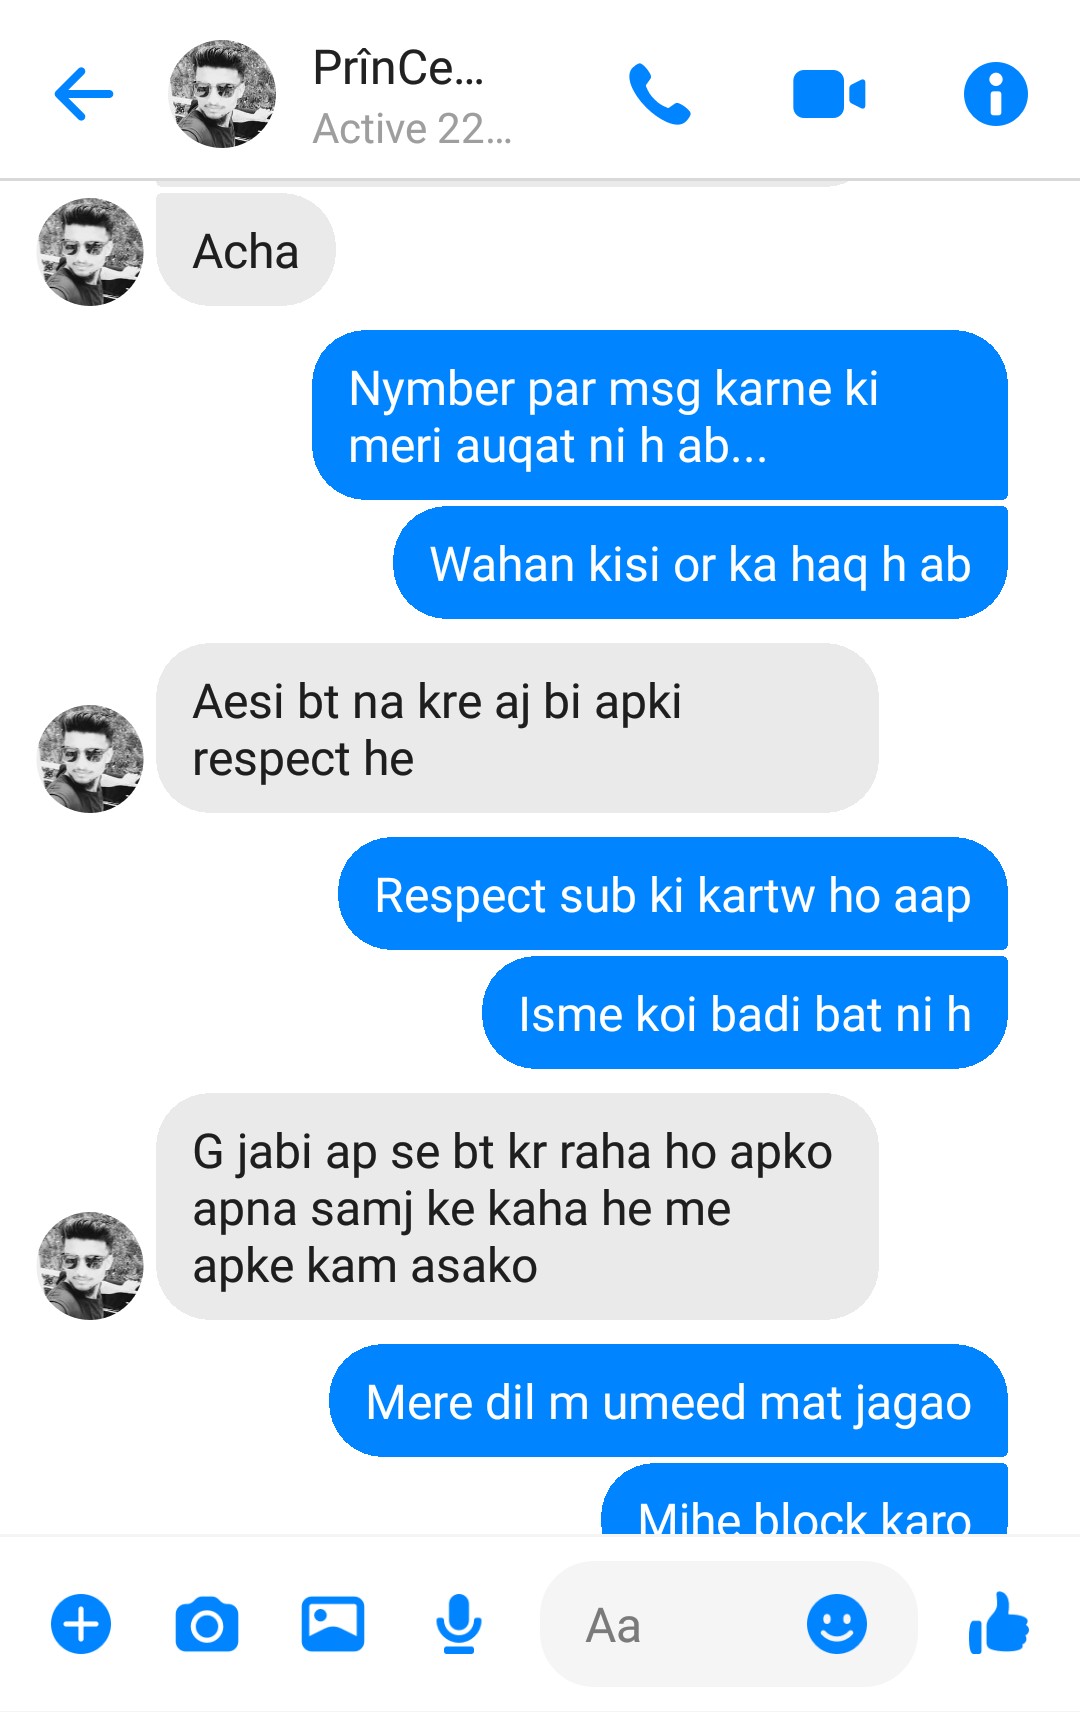 PrînCe...
Active 22...
Acha
Nymber par msg karne ki
meri auqat ni h ab...
Wahan kisi or ka haq h ab
Aesi bt na kre aj bi apki
respect he
Respect sub ki kartw ho aap
Isme koi badi bat ni h
G jabi ap se bt kr raha ho apko
apna samj ke kaha he me
apke kam asako
Mere dil m umeed mat jagao
Mihe block karo
Aa